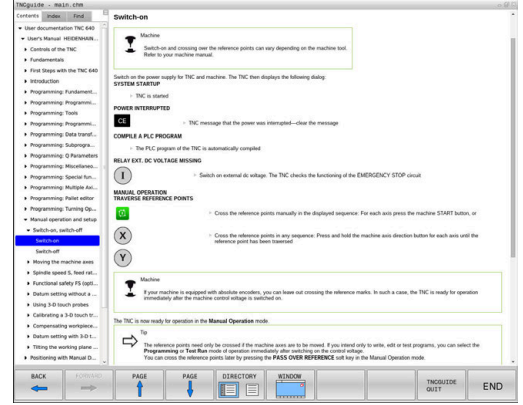 TNCguide - main.chm
Contents Index Find
User documentation TNC 640
User's Manual HEIDENHAIN...
Controls of the TNC
Fundamentals
First Steps with the TNC 640
Introduction
Programming: Fundament...
Programming: Programmi...
Programming: Tools
Programming: Programmi...
Programming: Data transf...
Programming: Subprogra...
Programming: Q Parameters
Programming: Miscellaneo...
Programming: Special fun...
Programming: Multiple Axi...
Programming: Pallet editor
Programming: Turning Op...
Manual operation and setup
Switch-on, switch-off
Switch-on
Switch-off
Moving the machine axes
Spindle speed S, feed rat...
Functional safety FS (opti...
Datum setting without a ...
Using 3-D touch probes
Calibrating a 3-D touch tr...
Compensating workpiece...
Datum setting with 3-D t...
Tilting the working plane ...
Positioning with Manual D...
Switch-on
Machine
Switch-on and crossing over the reference points can vary depending on the machine tool.
Refer to your machine manual.
Switch on the power supply for TNC and machine. The TNC then displays the following dialog:
SYSTEM STARTUP
TNC is started
POWER INTERRUPTED
CE
TNC message that the power was interrupted—clear the message
COMPILE A PLC PROGRAM
The PLC program of the TNC is automatically compiled
RELAY EXT. DC VOLTAGE MISSING
I
Switch on external dc voltage. The TNC checks the functioning of the EMERGENCY STOP circuit
MANUAL OPERATION
TRAVERSE REFERENCE POINTS
Cross the reference points manually in the displayed sequence: For each axis press the machine START button, or
X
Cross the reference points in any sequence: Press and hold the machine axis direction button for each axis until the
reference point has been traversed
Y
Machine
If your machine is equipped with absolute encoders, you can leave out crossing the reference marks. In such a case, the TNC is ready for operation
immediately after the machine control voltage is switched on.
The TNC is now ready for operation in the Manual Operation mode.
Tip
The reference points need only be crossed if the machine axes are to be moved. If you intend only to write, edit or test programs, you can select the
Programming or Test Run mode of operation immediately after switching on the control voltage.
You can cross the reference points later by pressing the PASS OVER REFERENCE soft key in the Manual Operation mode.
BACK FORWARD PAGE PAGE DIRECTORY WINDOW TNCGUIDE QUIT END